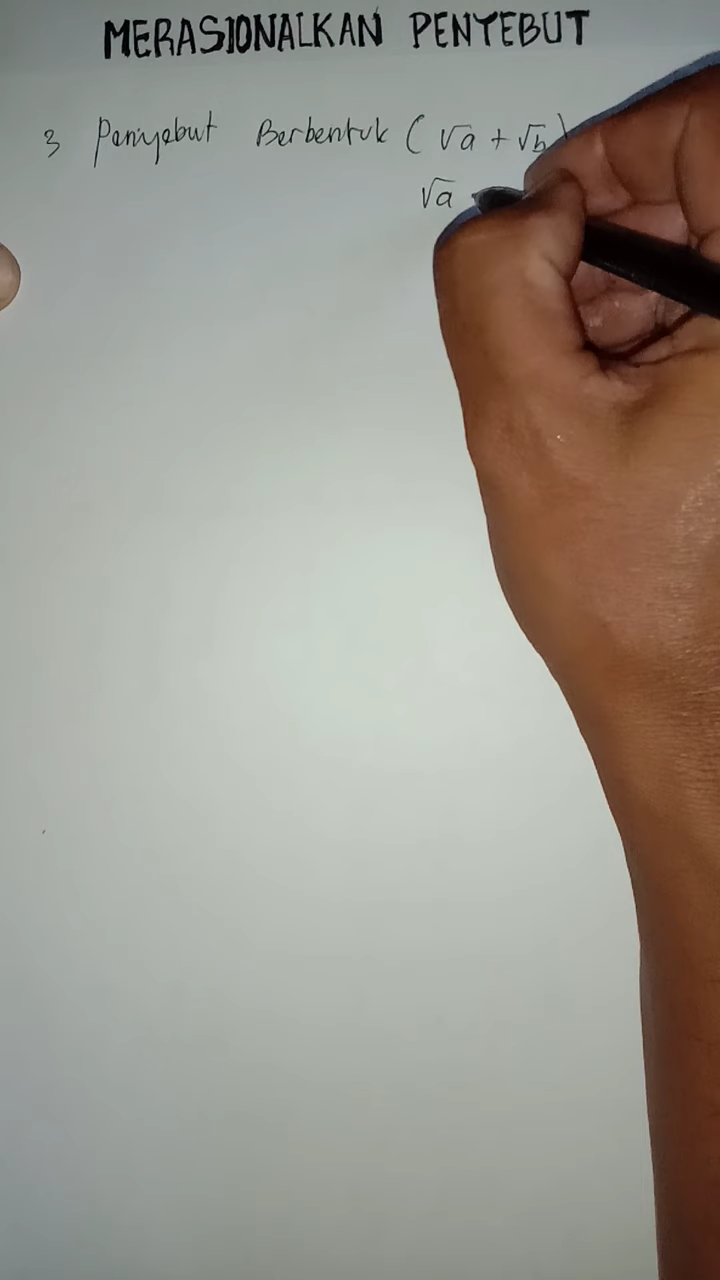 MERASIONALKAN PENYEBUT
3 Penyebut Berbentuk (√a + √b)
√a